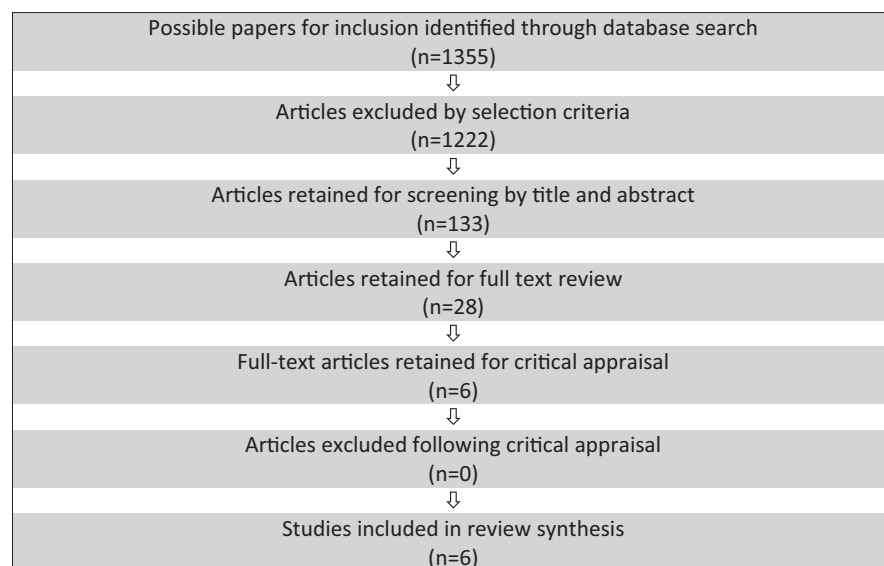 Possible papers for inclusion identified through database search
(n=1355)
⇩
Articles excluded by selection criteria
(n=1222)
⇩
Articles retained for screening by title and abstract
(n=133)
⇩
Articles retained for full text review
(n=28)
⇩
Full-text articles retained for critical appraisal
(n=6)
⇩
Articles excluded following critical appraisal
(n=0)
⇩
Studies included in review synthesis
(n=6)